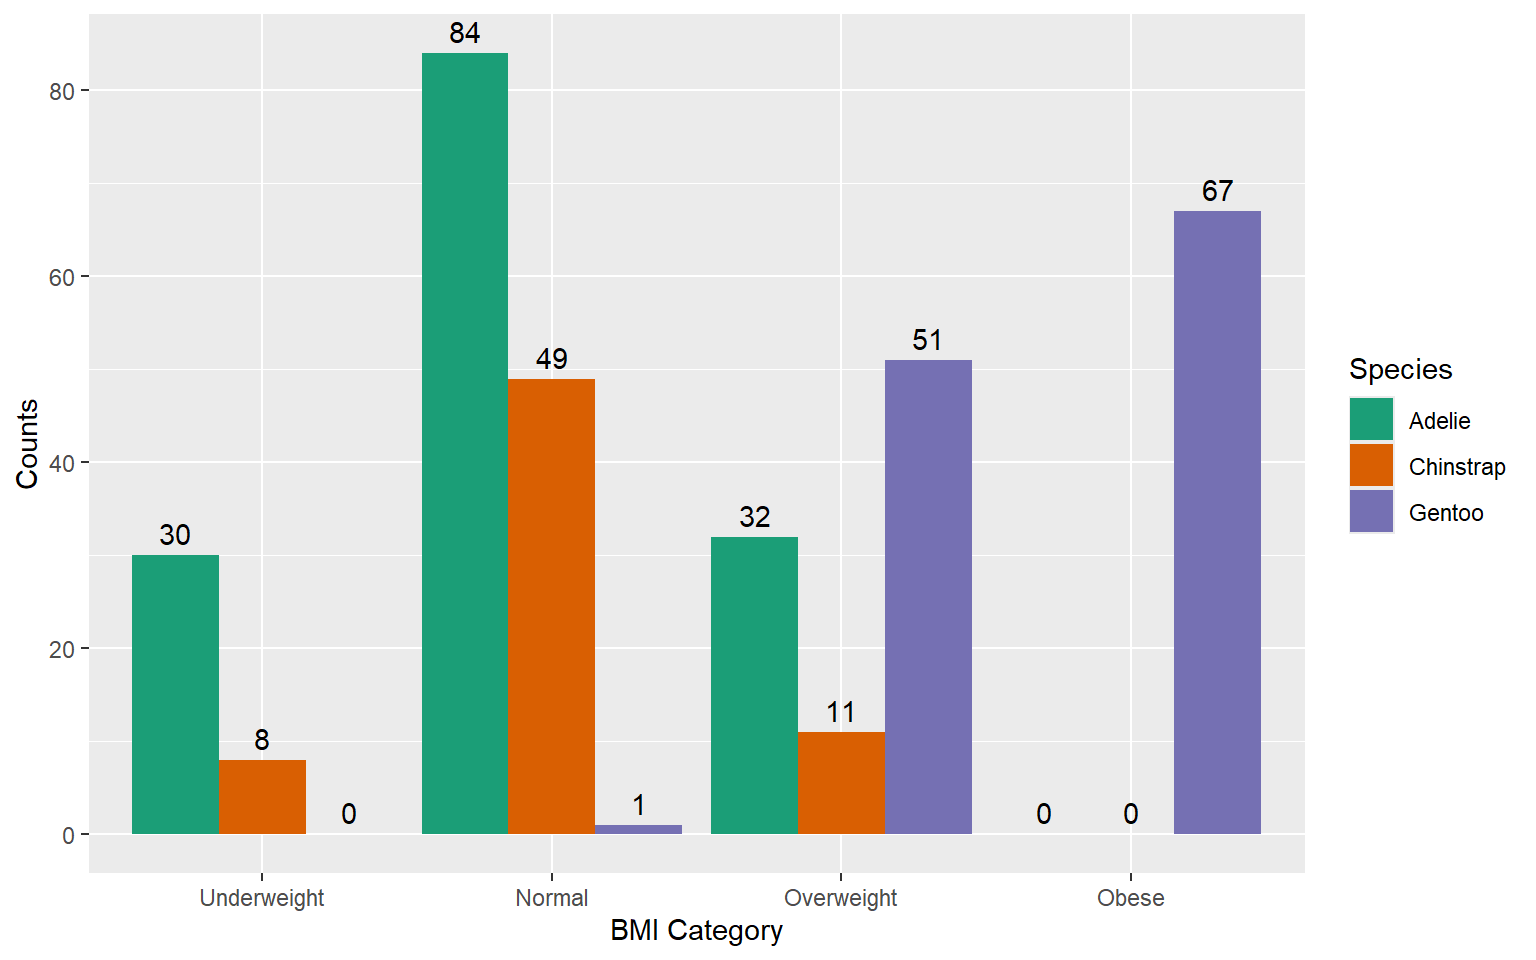 84
80
67
60
51
49
Counts
40
32
30
20
11
8
1
0
0
0
0
Underweight Normal Overweight Obese
BMI Category
Species
Adelie
Chinstrap
Gentoo